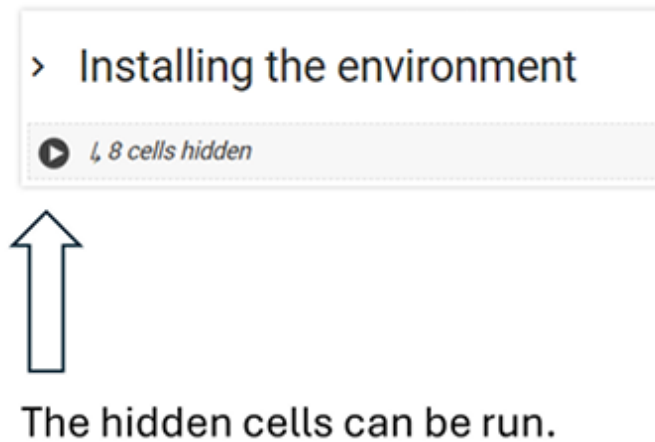 Installing the environment
8 cells hidden
The hidden cells can be run.